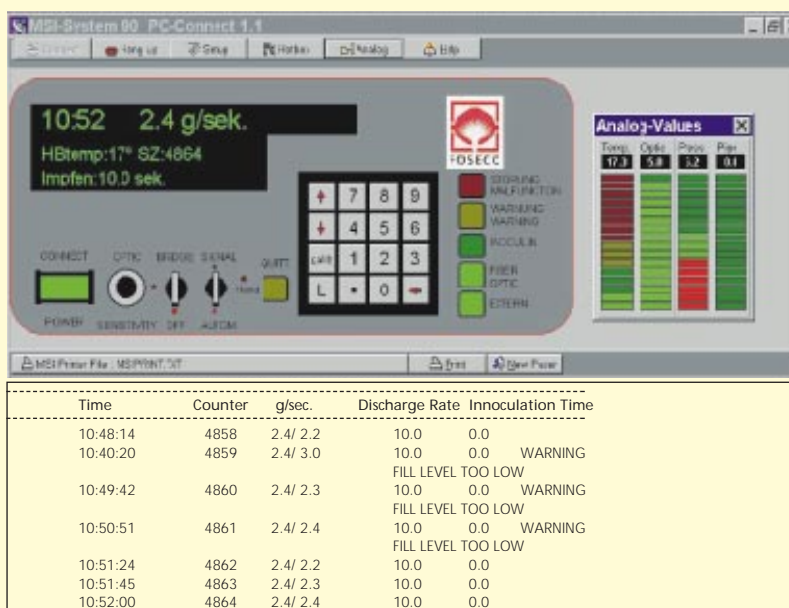 MSI-System 90 PC-Connect 1.1
Connect Hang up Setup Hotkey Analog Help
10:52 2.4 g/sek.
HBtemp:17° SZ:4864
Impfen:10.0 sek.
FOSECO
Analog-Values
Temp. Optic Press
17.3 5.8 3.2 0.1
STÖRUNG
MALFUNCTION
WARNUNG
WARNING
INOCULIN
FIBER
OPTIC
EXTERN
7 8 9
4 5 6
1 2 3
L . 0
CONNECT OPTIC BRIDGE SIGNAL QUITT
Hand
POWER SENSITIVITY OFF AUTOM.
MSI Printer File : MSIPRINT.TXT Print New Paper
Time Counter g/sec. Discharge Rate Innoculation Time
10:48:14 4858 2.4/ 2.2 10.0 0.0
10:40:20 4859 2.4/ 3.0 10.0 0.0 WARNING
FILL LEVEL TOO LOW
10:49:42 4860 2.4/ 2.3 10.0 0.0 WARNING
FILL LEVEL TOO LOW
10:50:51 4861 2.4/ 2.4 10.0 0.0 WARNING
FILL LEVEL TOO LOW
10:51:24 4862 2.4/ 2.2 10.0 0.0
10:51:45 4863 2.4/ 2.3 10.0 0.0
10:52:00 4864 2.4/ 2.4 10.0 0.0